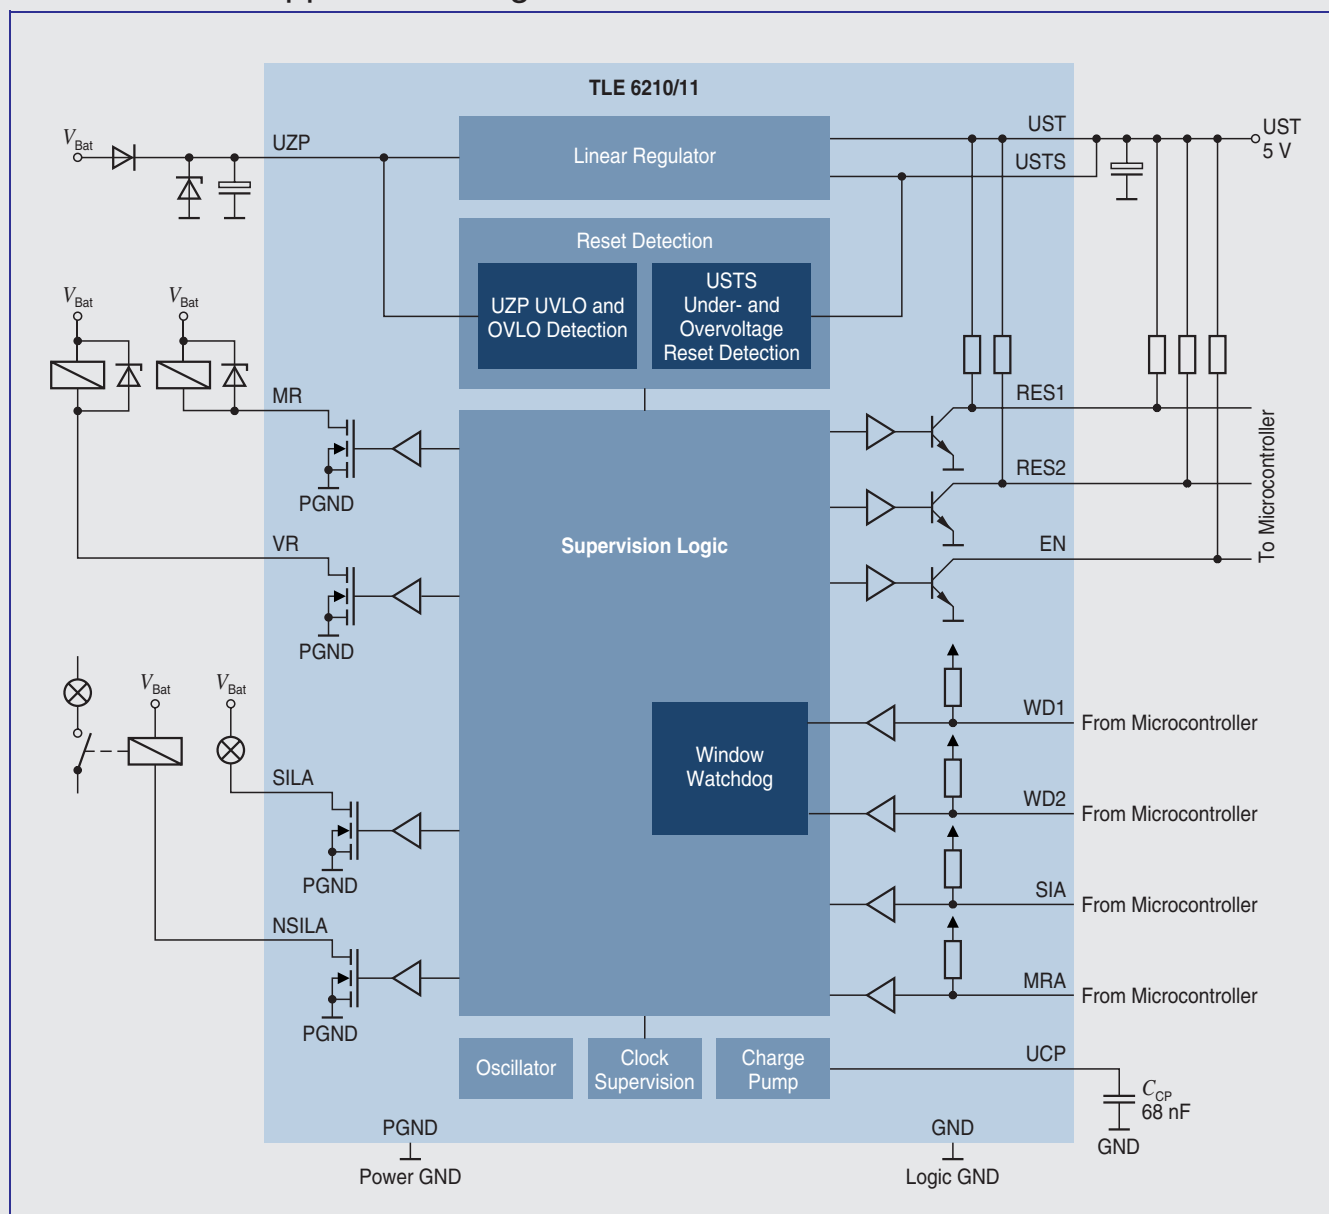 TLE 6210/11
V_Bat
UZP
Linear Regulator
UST
USTS
UST
5 V
Reset Detection
UZP UVLO and
OVLO Detection
USTS
Under- and
Overvoltage
Reset Detection
V_Bat
V_Bat
MR
PGND
VR
PGND
RES1
RES2
EN
To Microcontroller
Supervision Logic
V_Bat
V_Bat
SILA
PGND
NSILA
PGND
Window
Watchdog
WD1
From Microcontroller
WD2
From Microcontroller
SIA
From Microcontroller
MRA
From Microcontroller
Oscillator
Clock
Supervision
Charge
Pump
UCP
C_CP
68 nF
GND
PGND
Power GND
GND
Logic GND